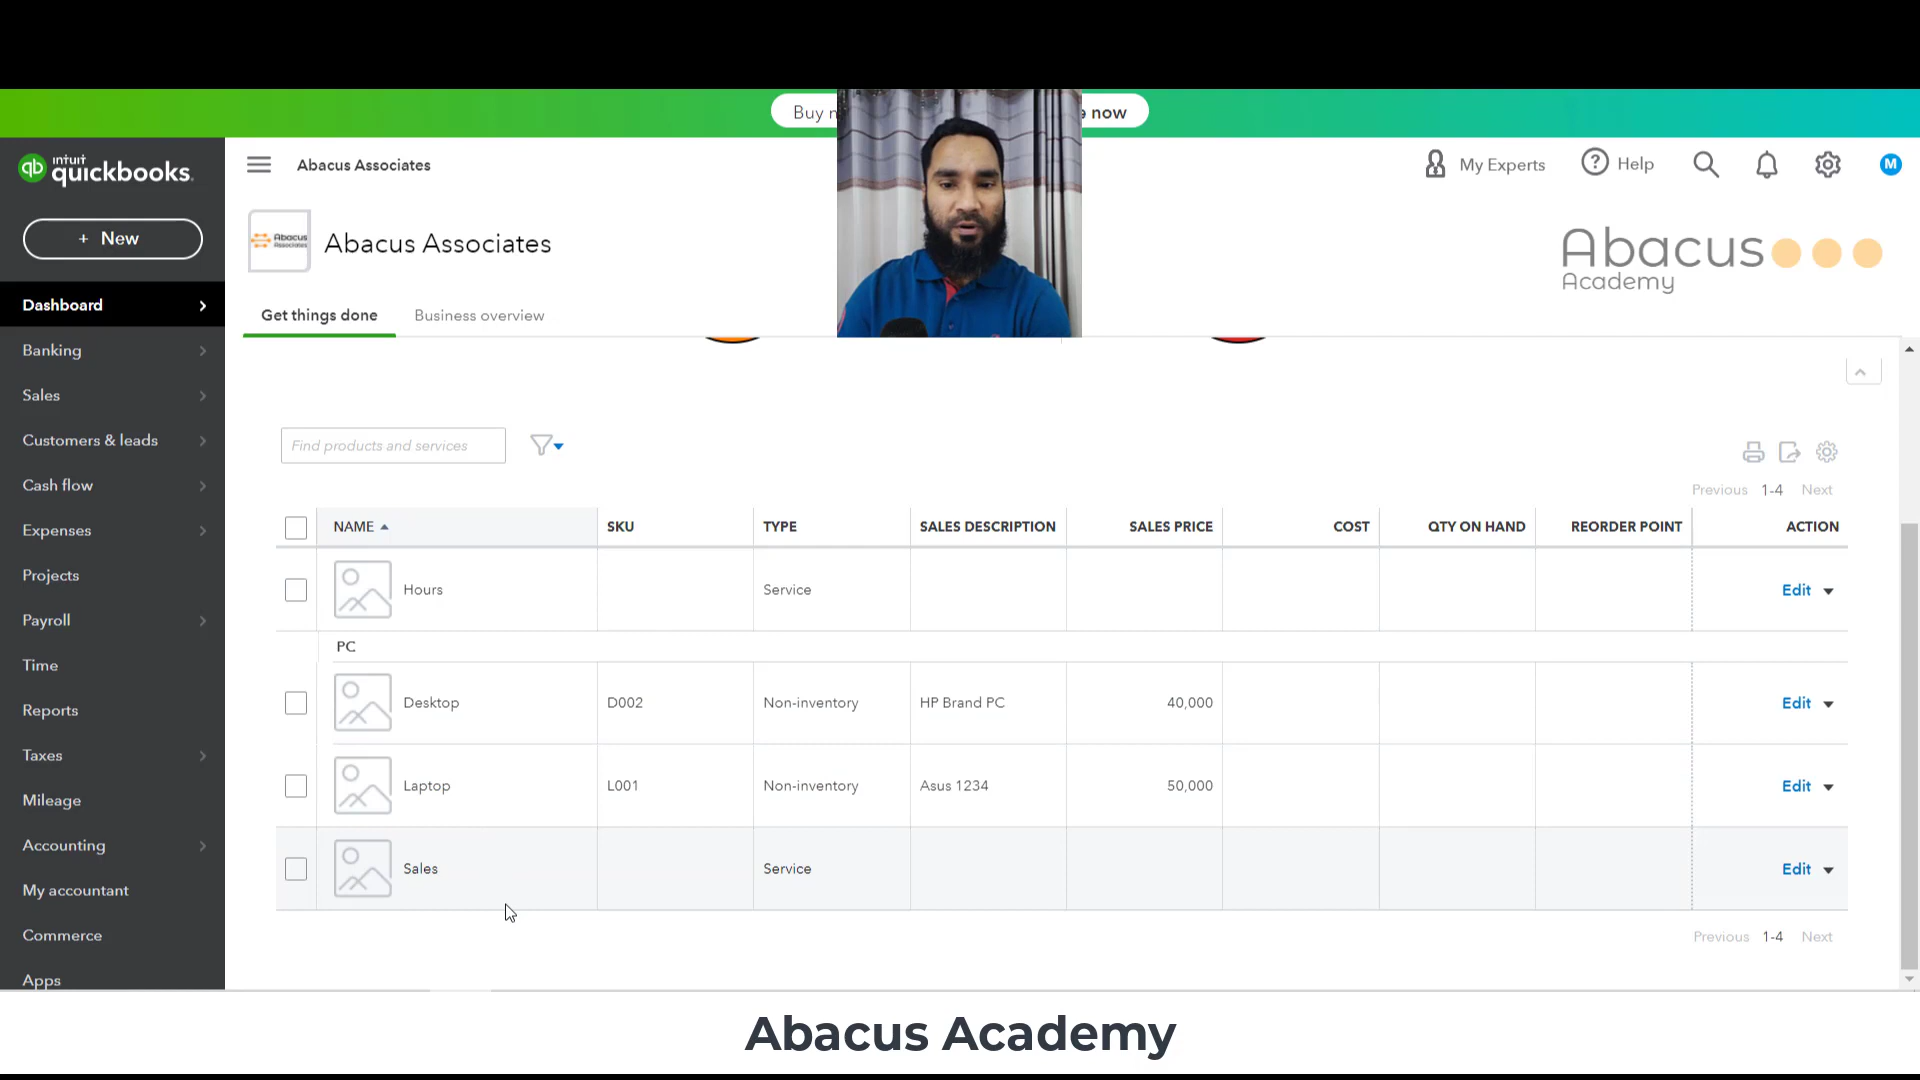 Buy n
e now
intuit
quickbooks.
Abacus Associates
My Experts
Help
M
+ New
Abacus
Associates
Abacus Associates
Abacus
Academy
Get things done
Business overview
Dashboard
Banking
Sales
Customers & leads
Cash flow
Expenses
Projects
Payroll
Time
Reports
Taxes
Mileage
Accounting
My accountant
Commerce
Apps
Find products and services
Previous 1-4 Next
NAME SKU TYPE SALES DESCRIPTION SALES PRICE COST QTY ON HAND REORDER POINT ACTION
Hours Service Edit
PC
Desktop D002 Non-inventory HP Brand PC 40,000 Edit
Laptop L001 Non-inventory Asus 1234 50,000 Edit
Sales Service Edit
Previous 1-4 Next
Abacus Academy